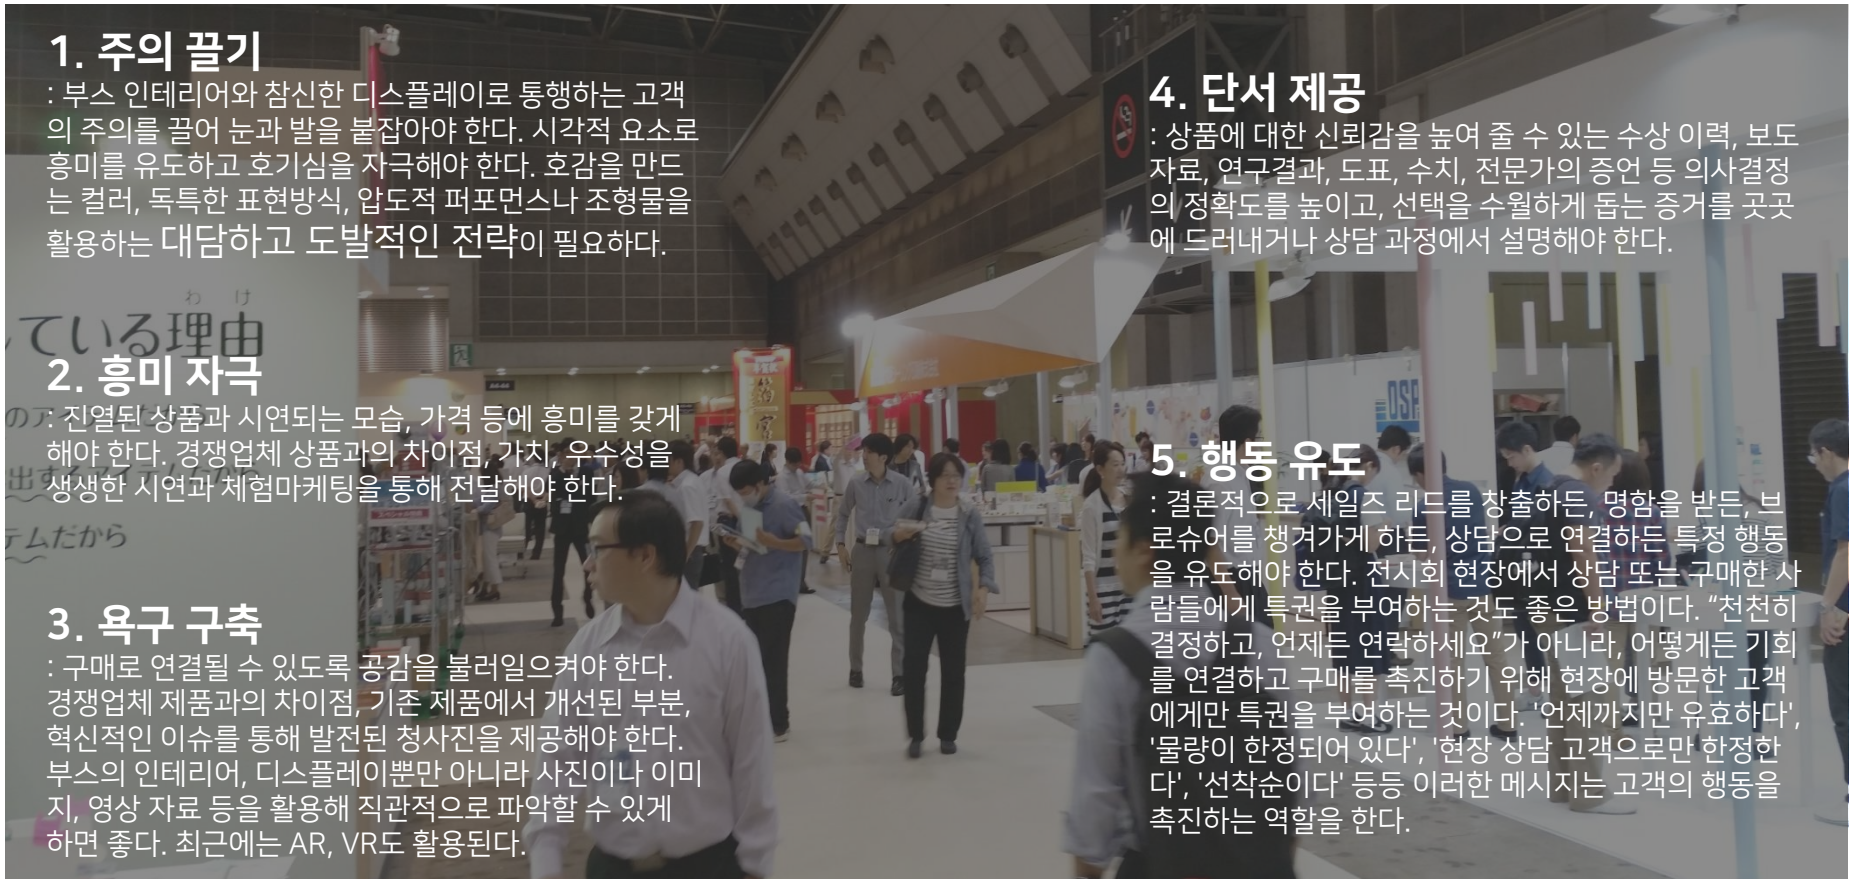 1. 주의 끌기
: 부스 인테리어와 참신한 디스플레이로 통행하는 고객
의 주의를 끌어 눈과 발을 붙잡아야 한다. 시각적 요소로
흥미를 유도하고 호기심을 자극해야 한다. 호감을 만드
는 컬러, 독특한 표현방식, 압도적 퍼포먼스나 조형물을
활용하는 대담하고 도발적인 전략이 필요하다.
わけ
ている理由
2. 흥미 자극
: 진열된 상품과 시연되는 모습, 가격 등에 흥미를 갖게
해야 한다. 경쟁업체 상품과의 차이점, 가치, 우수성을
생생한 시연과 체험마케팅을 통해 전달해야 한다.
テムだから
3. 욕구 구축
: 구매로 연결될 수 있도록 공감을 불러일으켜야 한다.
경쟁업체 제품과의 차이점, 기존 제품에서 개선된 부분,
혁신적인 이슈를 통해 발전된 청사진을 제공해야 한다.
부스의 인테리어, 디스플레이뿐만 아니라 사진이나 이미
지, 영상 자료 등을 활용해 직관적으로 파악할 수 있게
하면 좋다. 최근에는 AR, VR도 활용된다.
4. 단서 제공
: 상품에 대한 신뢰감을 높여 줄 수 있는 수상 이력, 보도
자료, 연구결과, 도표, 수치, 전문가의 증언 등 의사결정
의 정확도를 높이고, 선택을 수월하게 돕는 증거를 곳곳
에 드러내거나 상담 과정에서 설명해야 한다.
5. 행동 유도
: 결론적으로 세일즈 리드를 창출하든, 명함을 받든, 브
로슈어를 챙겨가게 하든, 상담으로 연결하든 특정 행동
을 유도해야 한다. 전시회 현장에서 상담 또는 구매한 사
람들에게 특권을 부여하는 것도 좋은 방법이다. “천천히
결정하고, 언제든 연락하세요”가 아니라, 어떻게든 기회
를 연결하고 구매를 촉진하기 위해 현장에 방문한 고객
에게만 특권을 부여하는 것이다. '언제까지만 유효하다',
'물량이 한정되어 있다', '현장 상담 고객으로만 한정한
다', '선착순이다' 등등 이러한 메시지는 고객의 행동을
촉진하는 역할을 한다.